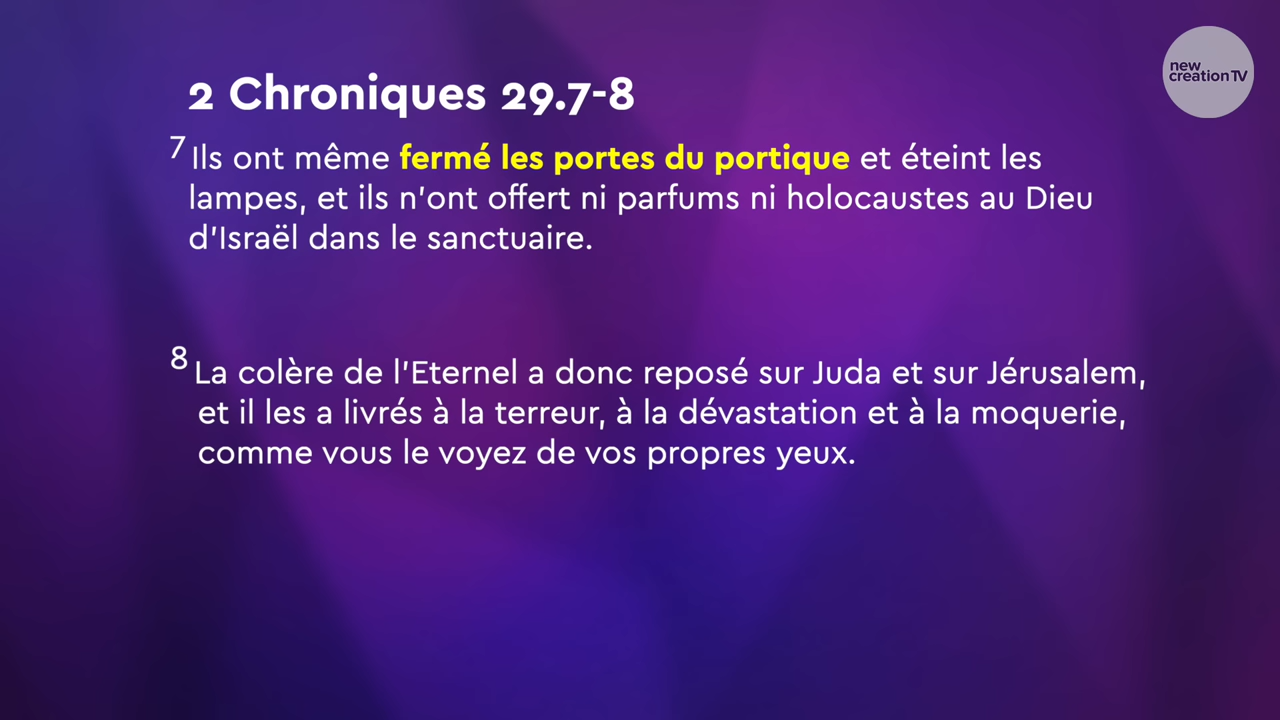 new
creation TV
2 Chroniques 29.7-8
7 Ils ont même fermé les portes du portique et éteint les
lampes, et ils n'ont offert ni parfums ni holocaustes au Dieu
d'Israël dans le sanctuaire.
8 La colère de l'Eternel a donc reposé sur Juda et sur Jérusalem,
et il les a livrés à la terreur, à la dévastation et à la moquerie,
comme vous le voyez de vos propres yeux.